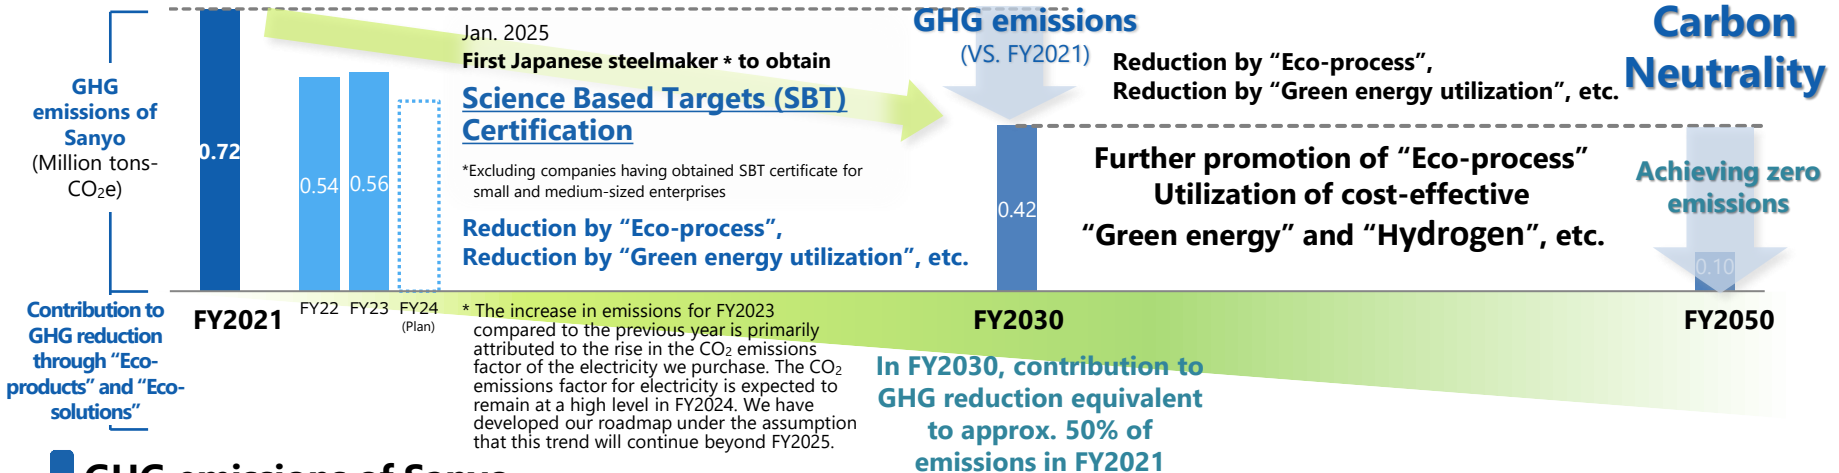 GHG
emissions of
Sanyo
(Million tons-
CO₂e)
Contribution to
GHG reduction
through “Eco-
products” and “Eco-
solutions”
0.72
0.54
0.56
FY2021
FY22
FY23
FY24
(Plan)
Jan. 2025
First Japanese steelmaker * to obtain
Science Based Targets (SBT)
Certification
*Excluding companies having obtained SBT certificate for
small and medium-sized enterprises
Reduction by “Eco-process”,
Reduction by “Green energy utilization”, etc.
* The increase in emissions for FY2023
compared to the previous year is primarily
attributed to the rise in the CO₂ emissions
factor of the electricity we purchase. The CO₂
emissions factor for electricity is expected to
remain at a high level in FY2024. We have
developed our roadmap under the assumption
that this trend will continue beyond FY2025.
GHG emissions
(VS. FY2021)
0.42
FY2030
Reduction by “Eco-process”,
Reduction by “Green energy utilization”, etc.
Further promotion of “Eco-process”
Utilization of cost-effective
“Green energy” and “Hydrogen”, etc.
In FY2030, contribution to
GHG reduction equivalent
to approx. 50% of
emissions in FY2021
Carbon
Neutrality
Achieving zero
emissions
0.10
FY2050
GHG emissions of Sanyo